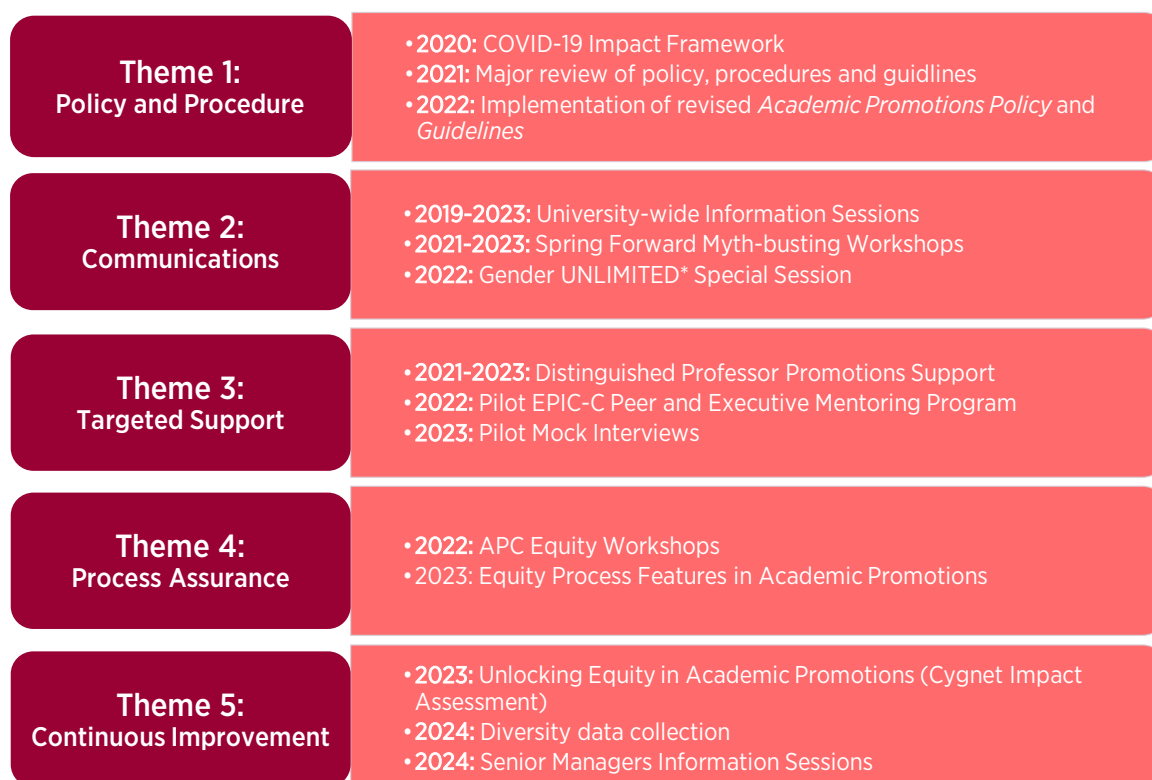 Theme 1:
Policy and Procedure
•2020: COVID-19 Impact Framework
•2021: Major review of policy, procedures and guidlines
•2022: Implementation of revised Academic Promotions Policy and
Guidelines
Theme 2:
Communications
•2019-2023: University-wide Information Sessions
•2021-2023: Spring Forward Myth-busting Workshops
•2022: Gender UNLIMITED* Special Session
Theme 3:
Targeted Support
•2021-2023: Distinguished Professor Promotions Support
•2022: Pilot EPIC-C Peer and Executive Mentoring Program
•2023: Pilot Mock Interviews
Theme 4:
Process Assurance
•2022: APC Equity Workshops
•2023: Equity Process Features in Academic Promotions
Theme 5:
Continuous Improvement
•2023: Unlocking Equity in Academic Promotions (Cygnet Impact
Assessment)
•2024: Diversity data collection
•2024: Senior Managers Information Sessions